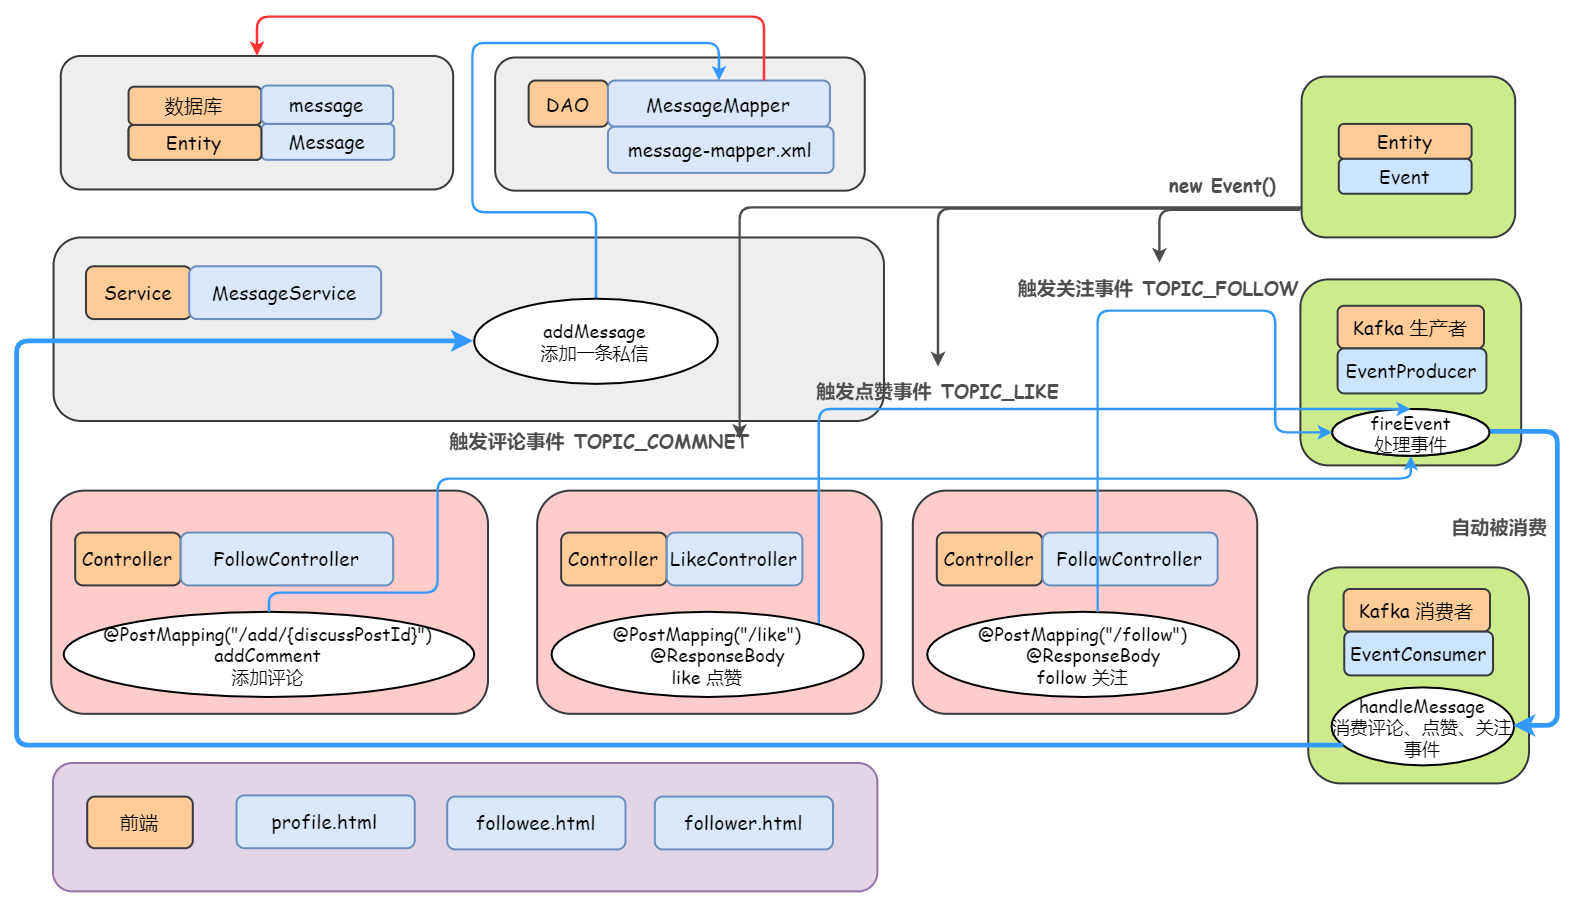 数据库
message
Entity
Message
DAO
MessageMapper
message-mapper.xml
Entity
Event
new Event()
Service
MessageService
addMessage
添加一条私信
触发关注事件 TOPIC_FOLLOW
Kafka 生产者
EventProducer
fireEvent
处理事件
触发点赞事件 TOPIC_LIKE
触发评论事件 TOPIC_COMMNET
自动被消费
Controller
FollowController
@PostMapping("/add/{discussPostId}")
addComment
添加评论
Controller
LikeController
@PostMapping("/like")
@ResponseBody
like 点赞
Controller
FollowController
@PostMapping("/follow")
@ResponseBody
follow 关注
Kafka 消费者
EventConsumer
handleMessage
消费评论、点赞、关注
事件
前端
profile.html
followee.html
follower.html